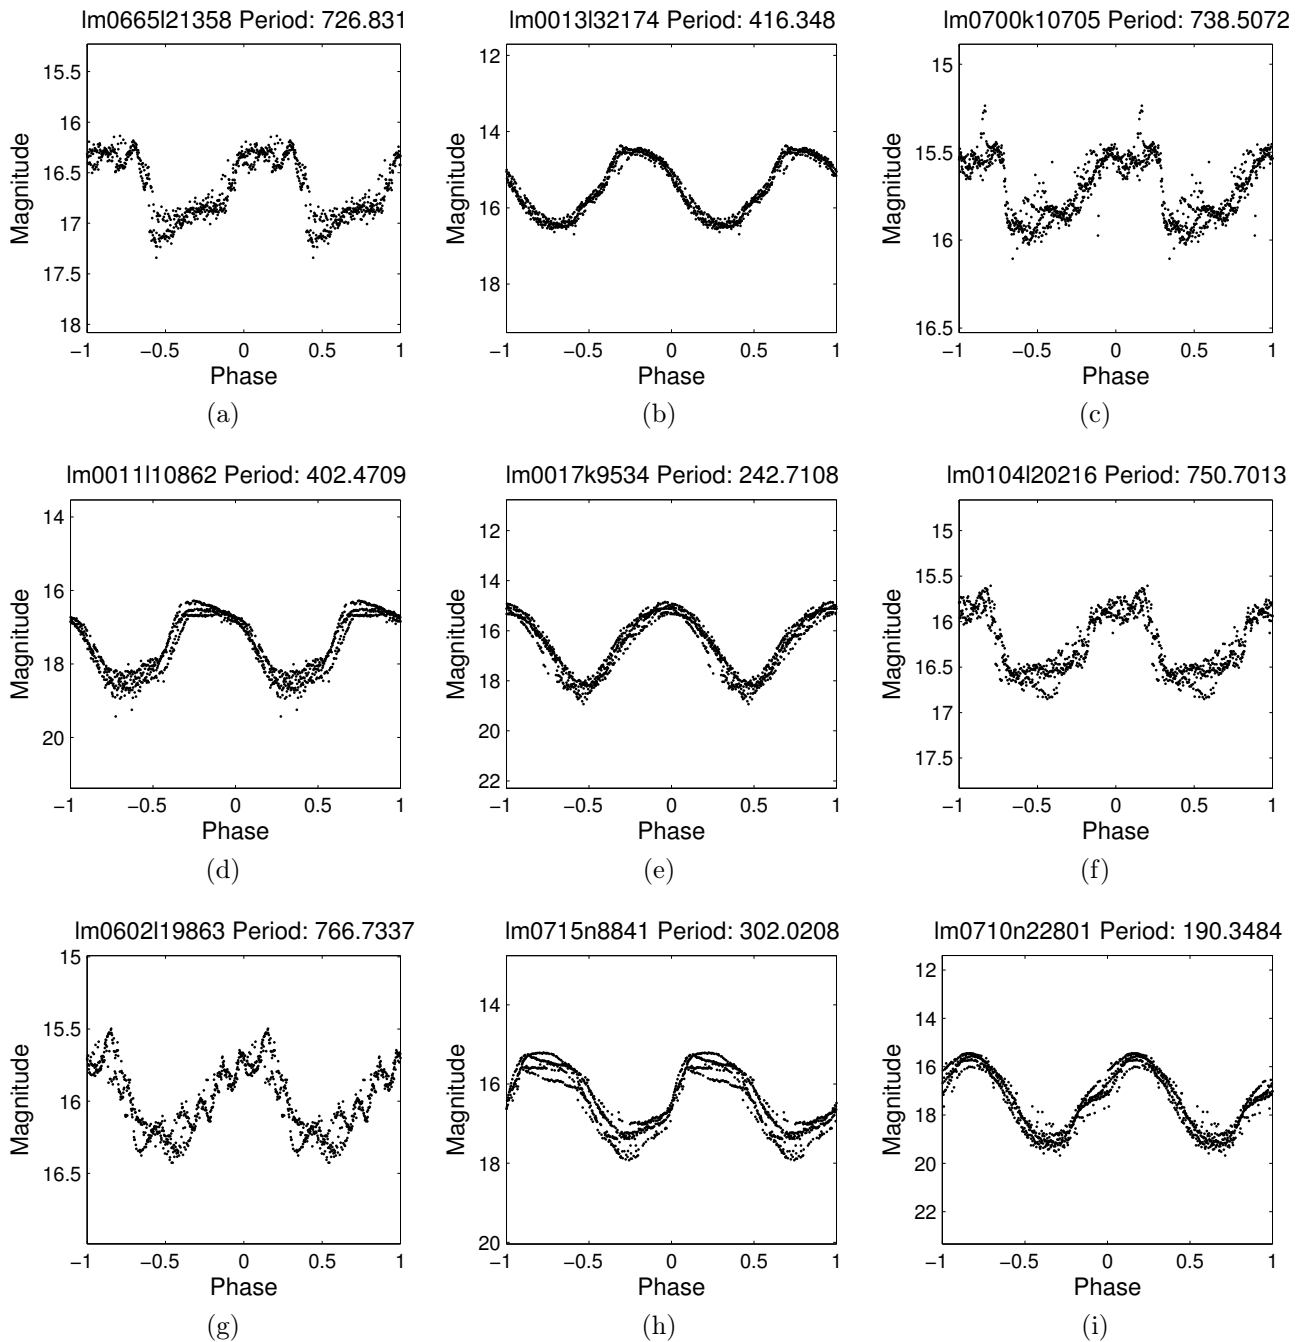 lm0665l21358 Period: 726.831
15.5
16
16.5
17
17.5
18
Magnitude
−1 −0.5 0 0.5 1
Phase
(a)
lm0013l32174 Period: 416.348
12
14
16
18
Magnitude
−1 −0.5 0 0.5 1
Phase
(b)
lm0700k10705 Period: 738.5072
15
15.5
16
16.5
Magnitude
−1 −0.5 0 0.5 1
Phase
(c)
lm0011l10862 Period: 402.4709
14
16
18
20
Magnitude
−1 −0.5 0 0.5 1
Phase
(d)
lm0017k9534 Period: 242.7108
12
14
16
18
20
22
Magnitude
−1 −0.5 0 0.5 1
Phase
(e)
lm0104l20216 Period: 750.7013
15
15.5
16
16.5
17
17.5
Magnitude
−1 −0.5 0 0.5 1
Phase
(f)
lm0602l19863 Period: 766.7337
15
15.5
16
16.5
Magnitude
−1 −0.5 0 0.5 1
Phase
(g)
lm0715n8841 Period: 302.0208
14
16
18
20
Magnitude
−1 −0.5 0 0.5 1
Phase
(h)
lm0710n22801 Period: 190.3484
12
14
16
18
20
22
Magnitude
−1 −0.5 0 0.5 1
Phase
(i)